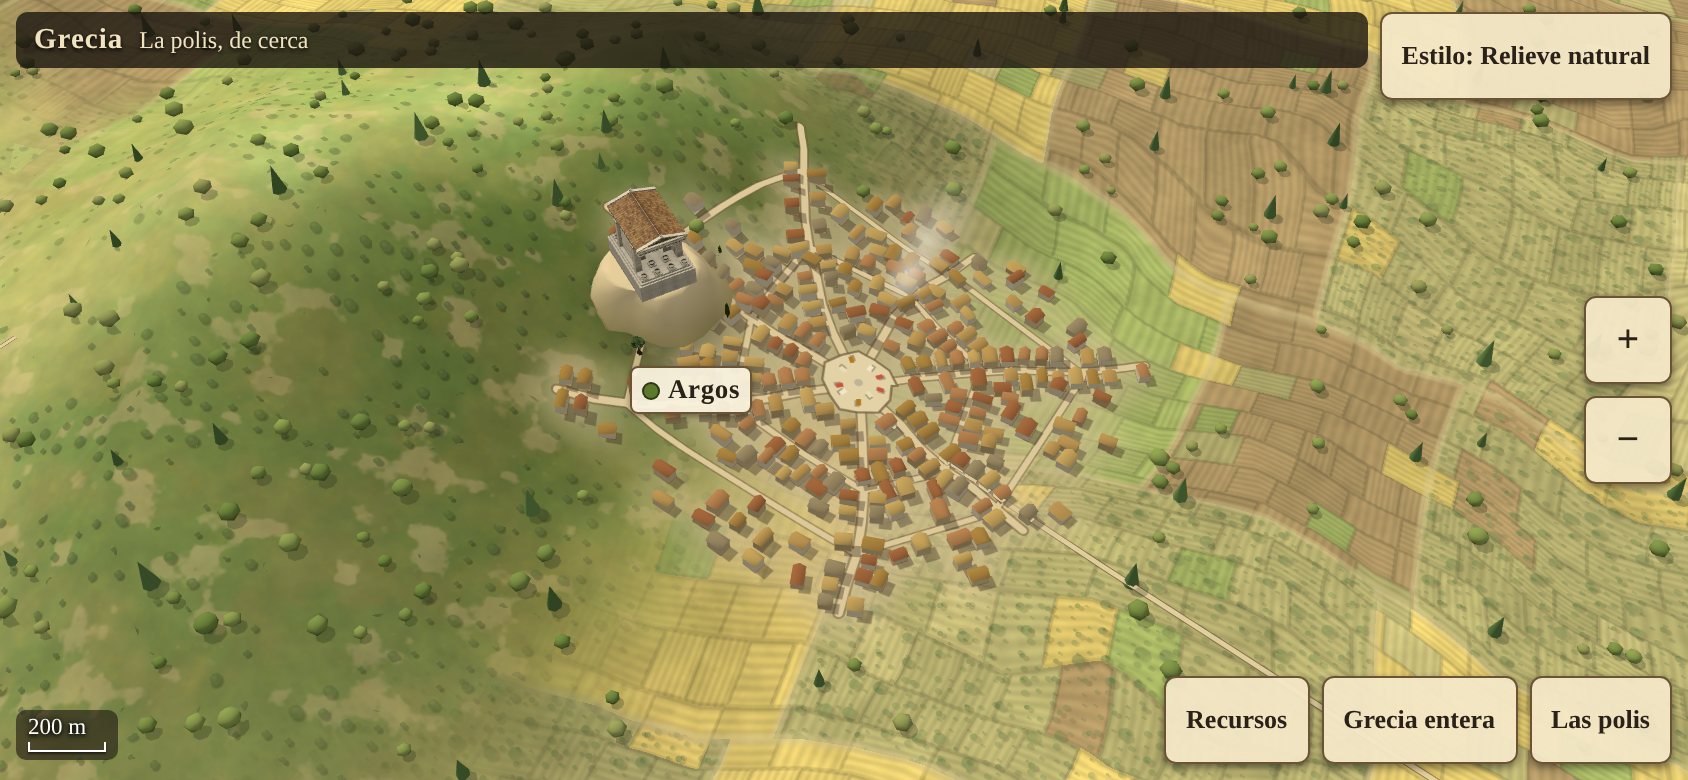 Grecia La polis, de cerca
Estilo: Relieve natural
+
Argos
−
200 m
Recursos
Grecia entera
Las polis